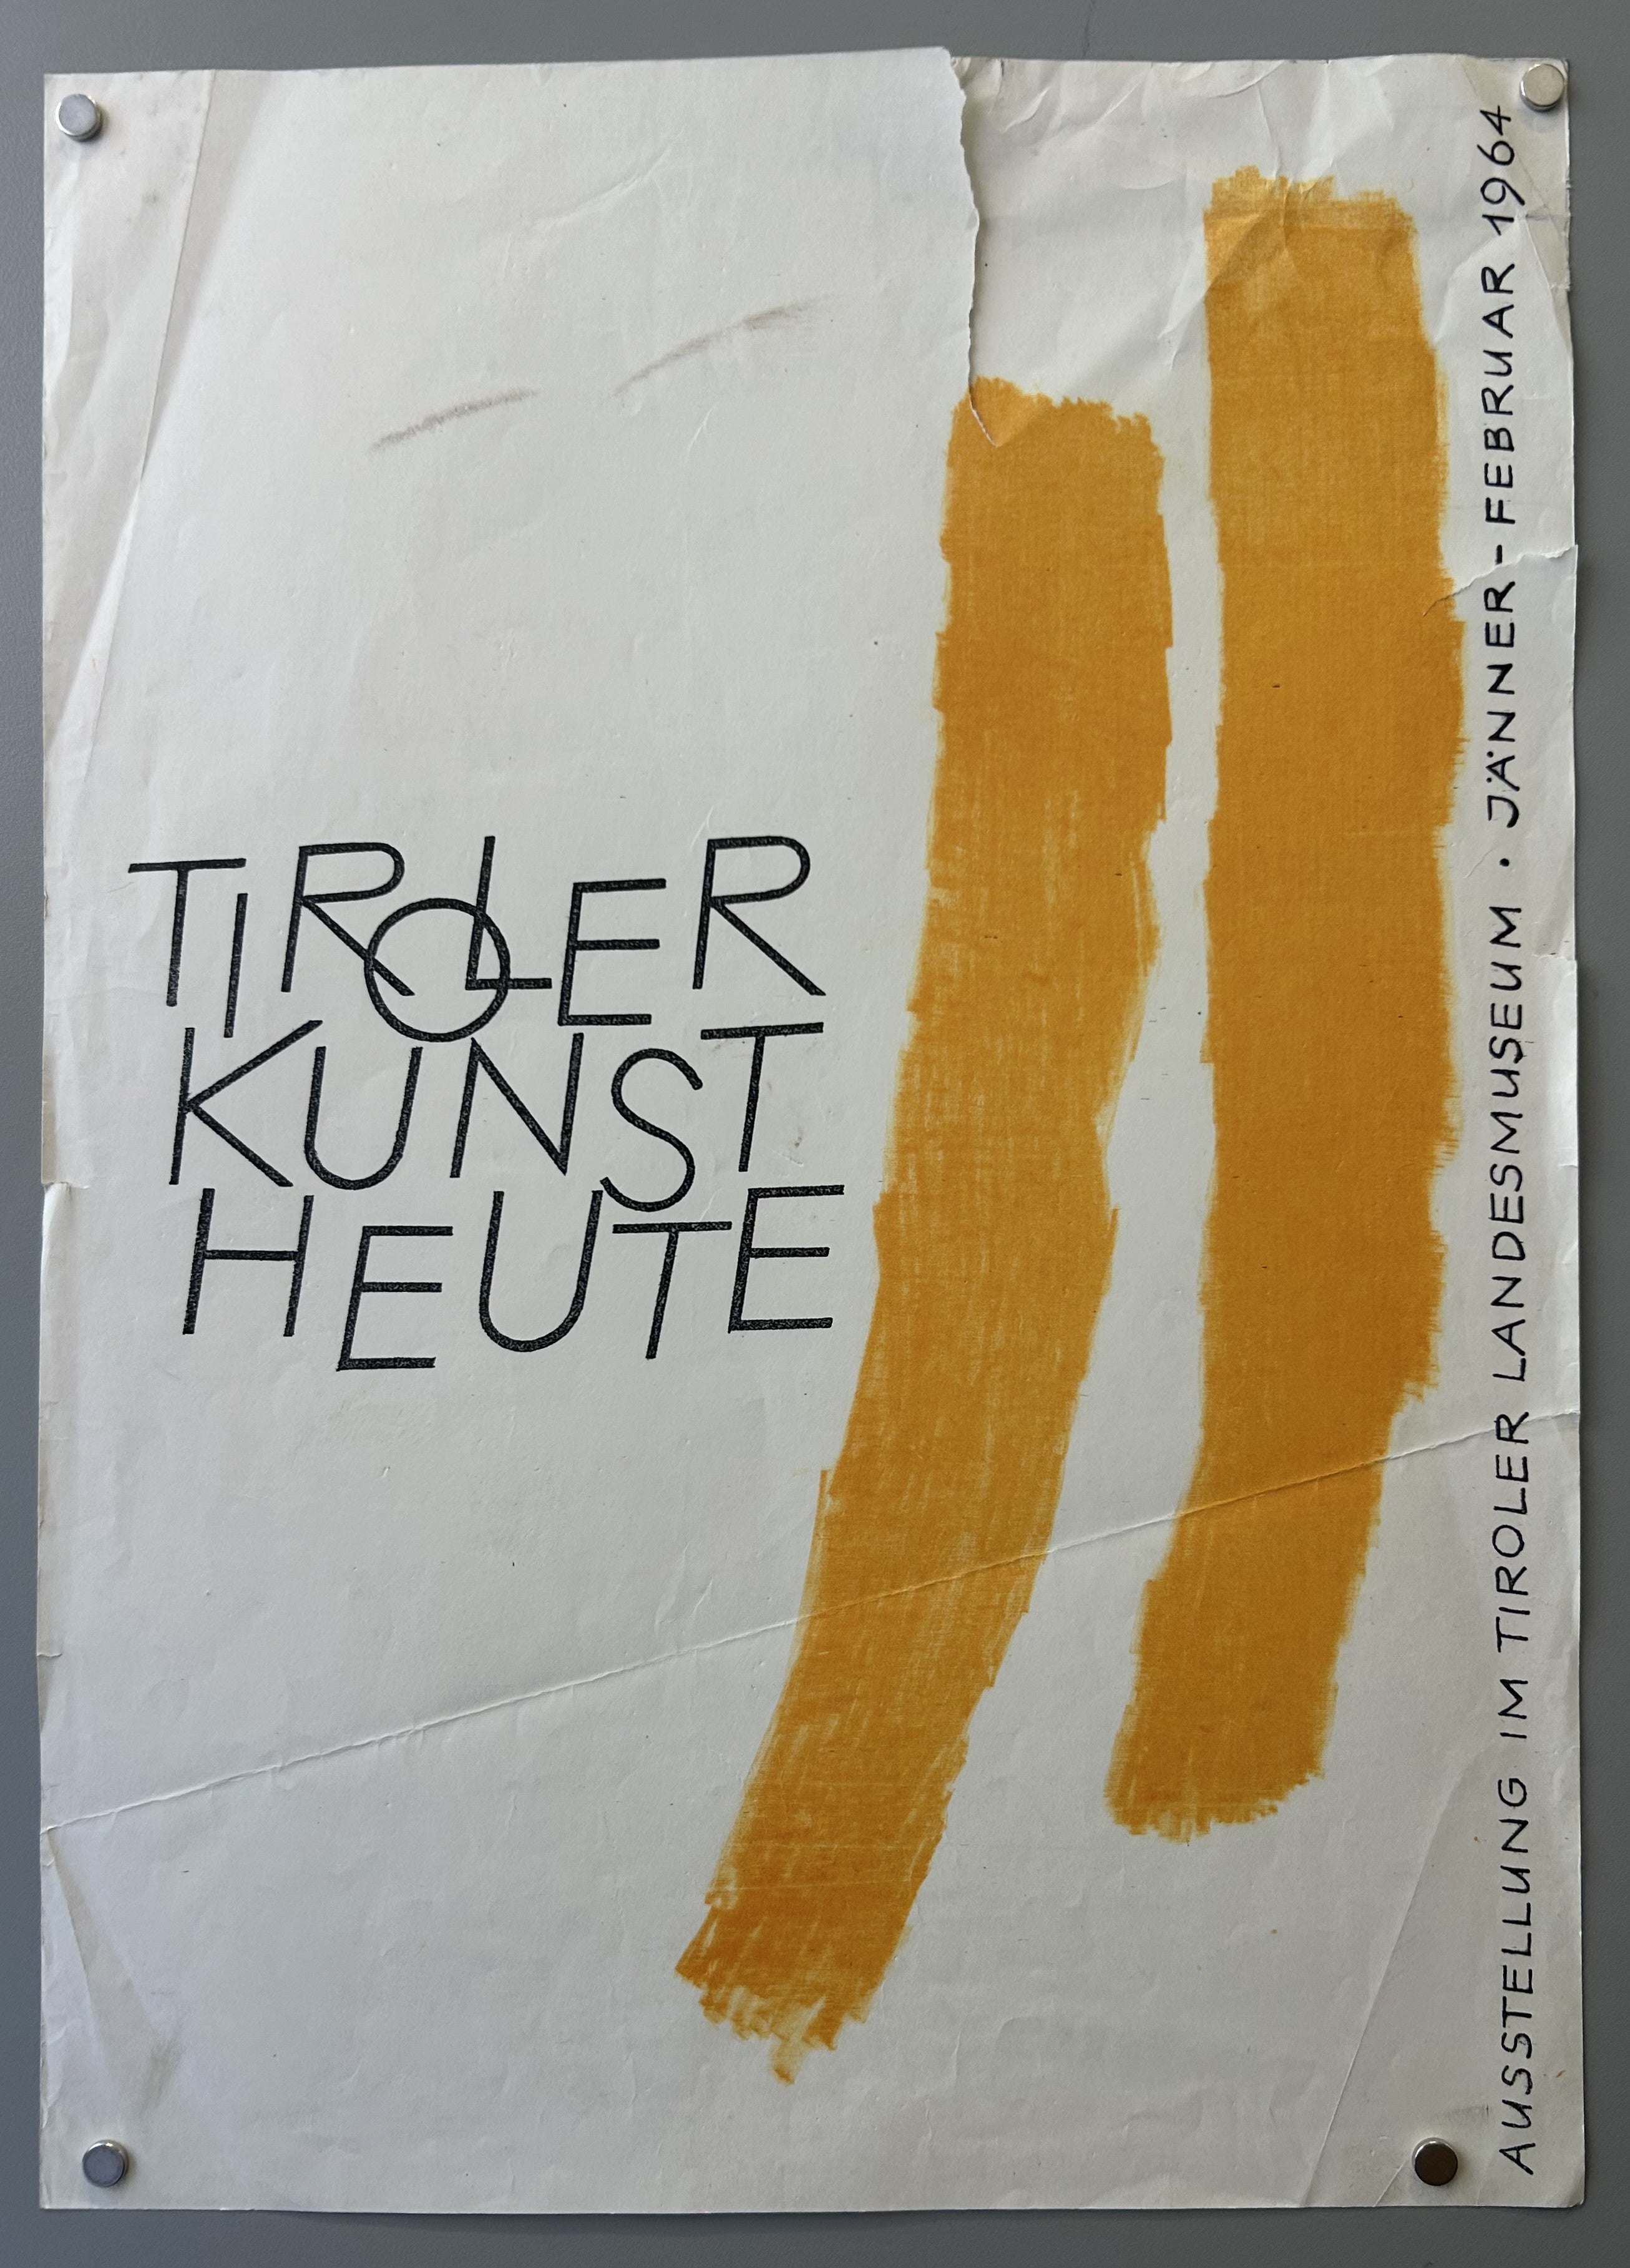 TIROLER
KUNST
HEUTE
AUSSTELLUNG IM TIROLER LANDESMUSEUM · JÄNNER-FEBRUAR 1964